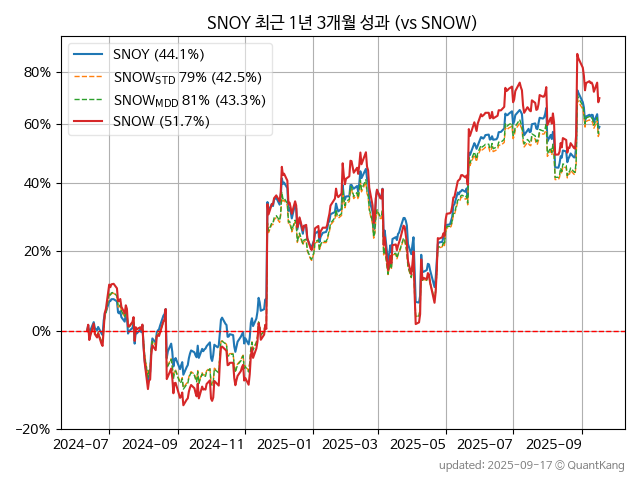 SNOY 최근 1년 3개월 성과 (vs SNOW)
SNOY (44.1%)
SNOW_STD 79% (42.5%)
SNOW_MDD 81% (43.3%)
SNOW (51.7%)
80%
60%
40%
20%
0%
−20%
2024-07 2024-09 2024-11 2025-01 2025-03 2025-05 2025-07 2025-09
updated: 2025-09-17 © QuantKang